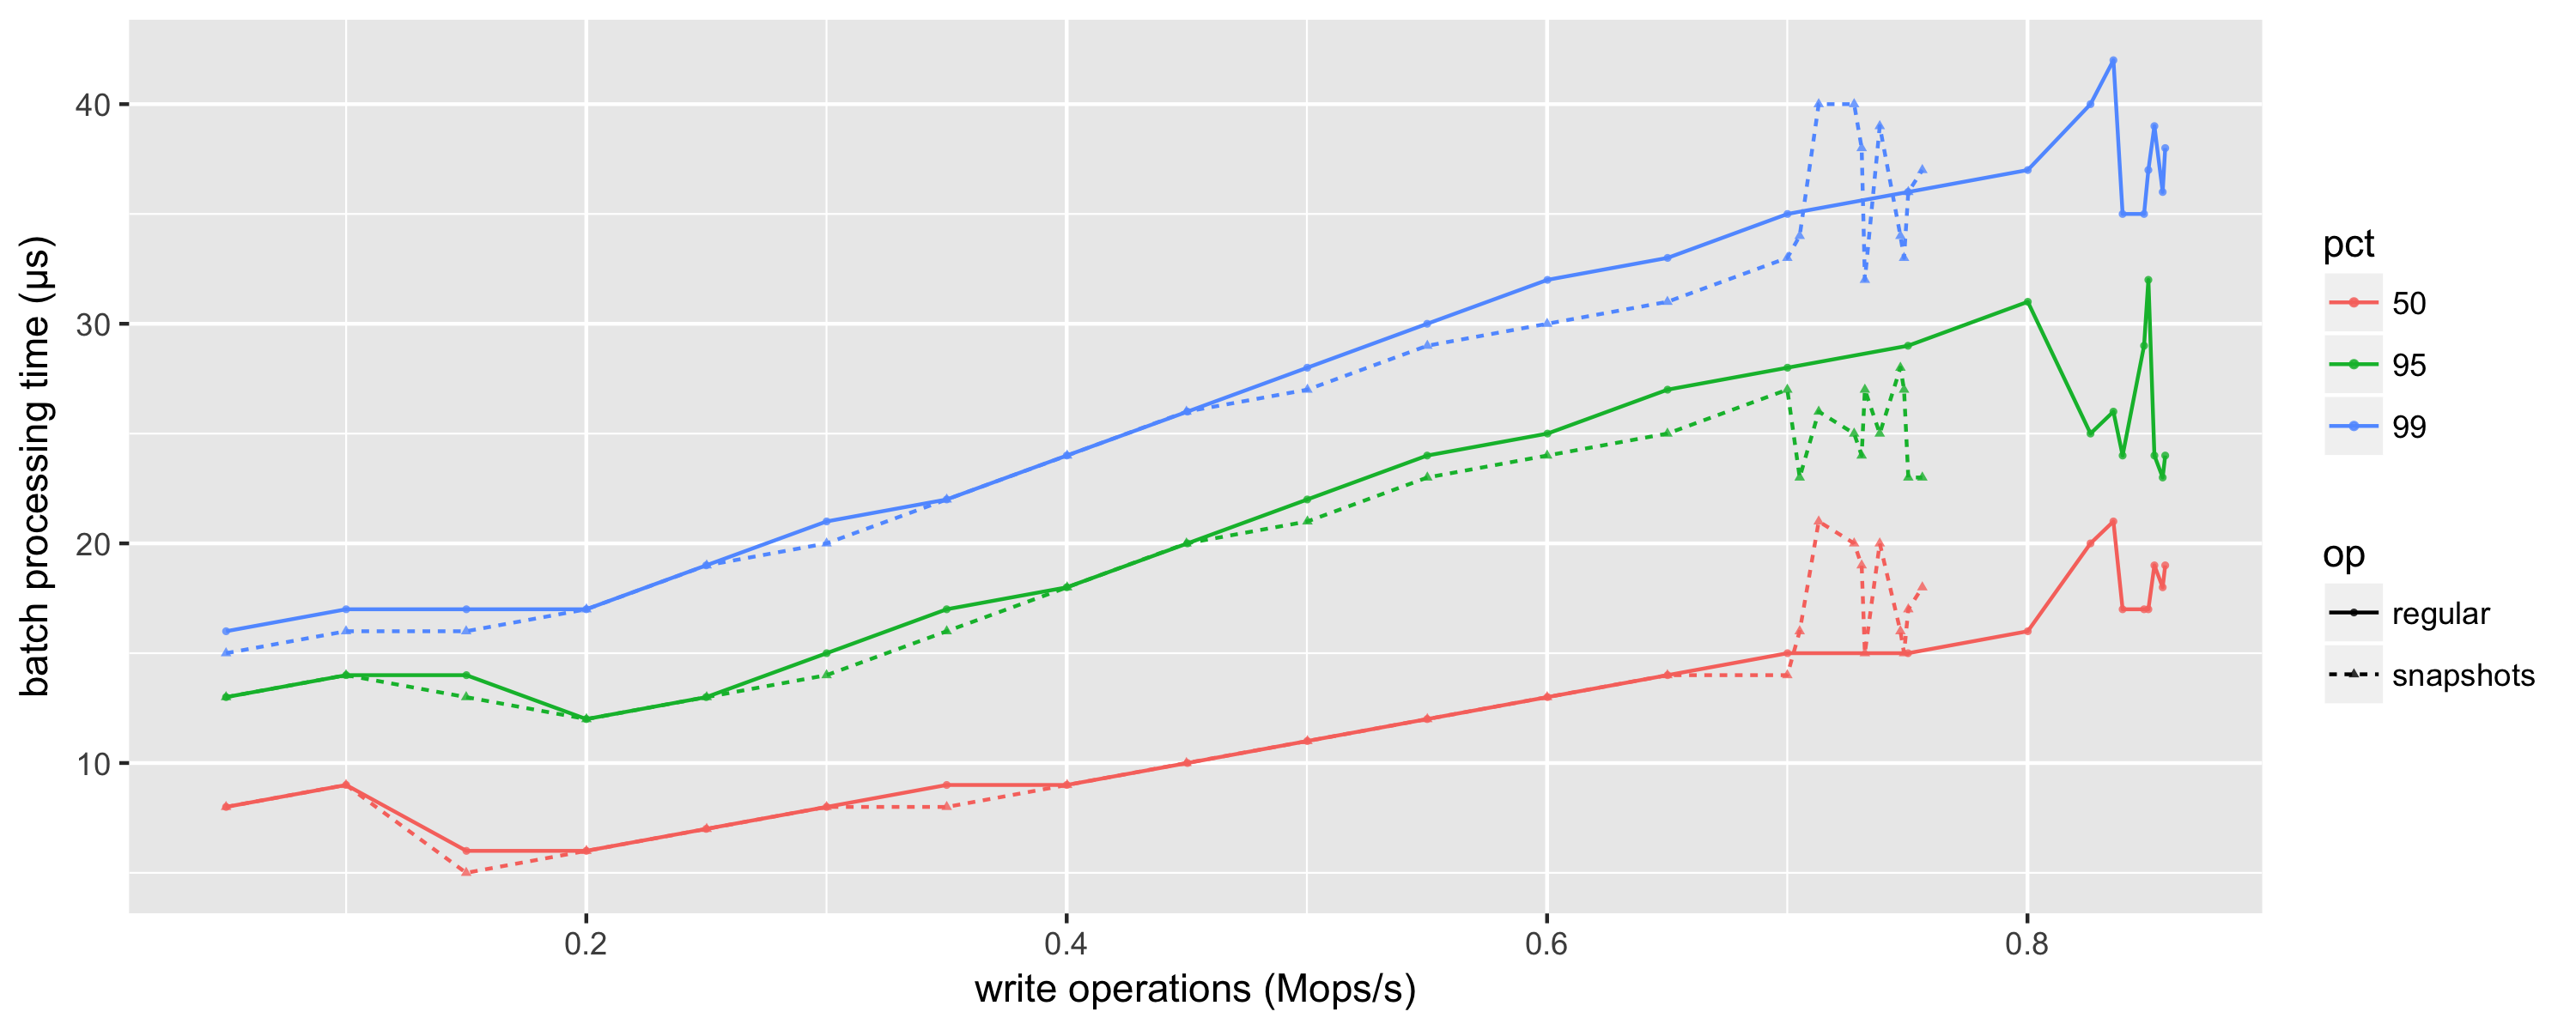 batch processing time (µs)
40
30
20
10
0.2
0.4
0.6
0.8
write operations (Mops/s)
pct
50
95
99
op
regular
snapshots